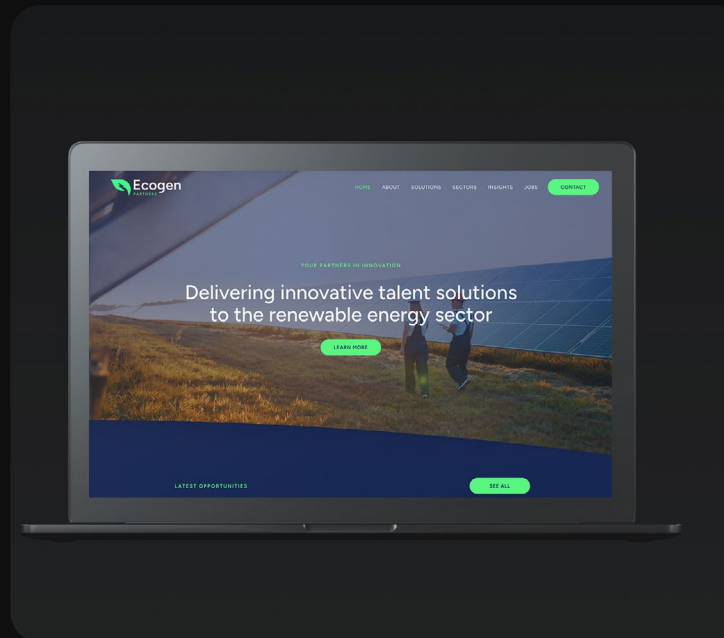 Ecogen
PARTNERS
HOME ABOUT SOLUTIONS SECTORS INSIGHTS JOBS CONTACT
YOUR PARTNERS IN INNOVATION
Delivering innovative talent solutions
to the renewable energy sector
LEARN MORE
LATEST OPPORTUNITIES SEE ALL